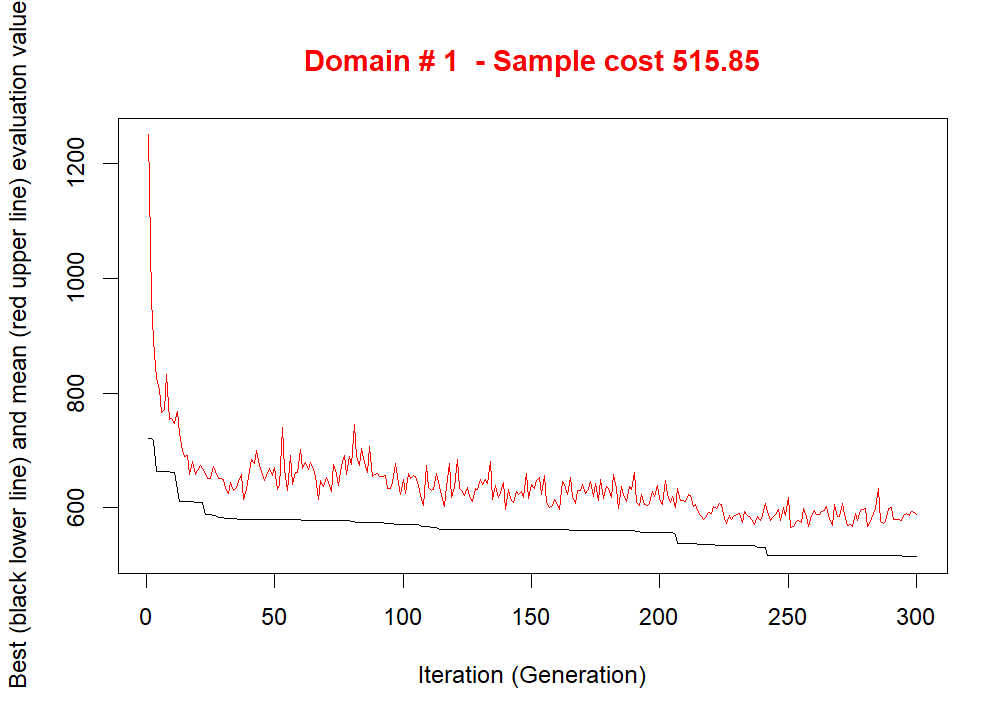 Domain # 1  - Sample cost 515.85
Best (black lower line) and mean (red upper line) evaluation value
1200
1000
800
600
0 50 100 150 200 250 300
Iteration (Generation)